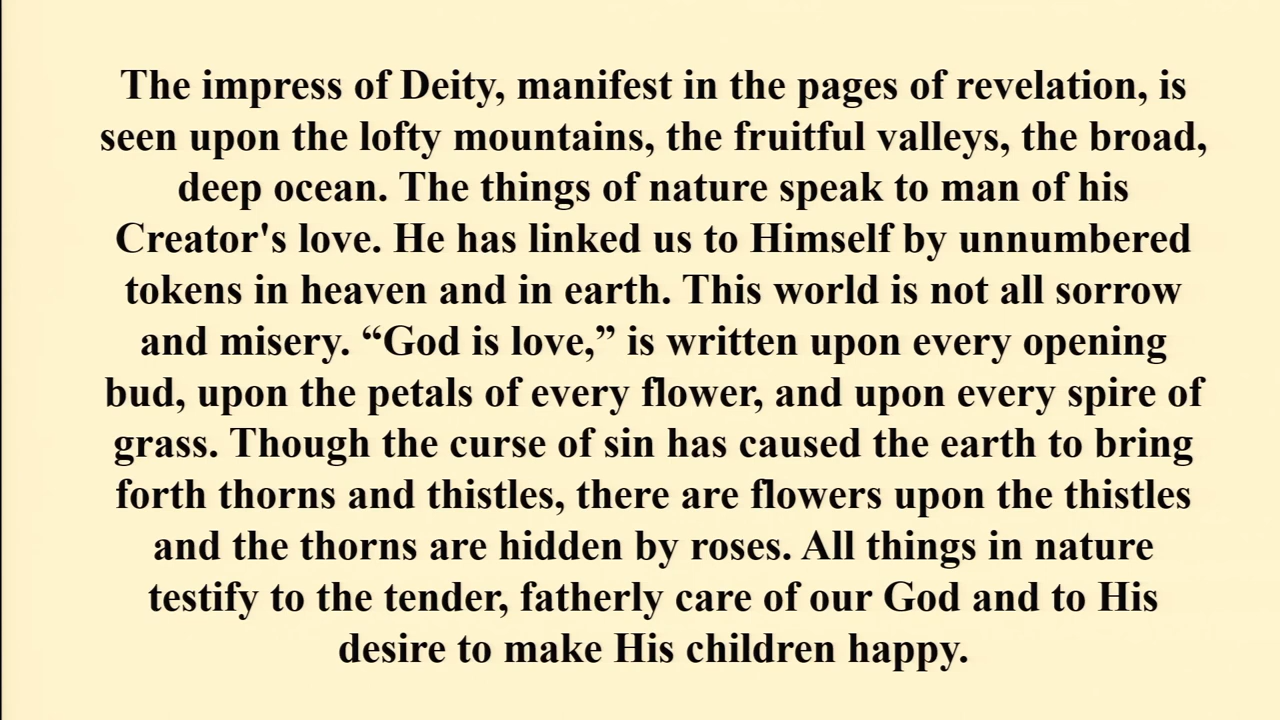 The impress of Deity, manifest in the pages of revelation, is
seen upon the lofty mountains, the fruitful valleys, the broad,
deep ocean. The things of nature speak to man of his
Creator's love. He has linked us to Himself by unnumbered
tokens in heaven and in earth. This world is not all sorrow
and misery. “God is love,” is written upon every opening
bud, upon the petals of every flower, and upon every spire of
grass. Though the curse of sin has caused the earth to bring
forth thorns and thistles, there are flowers upon the thistles
and the thorns are hidden by roses. All things in nature
testify to the tender, fatherly care of our God and to His
desire to make His children happy.